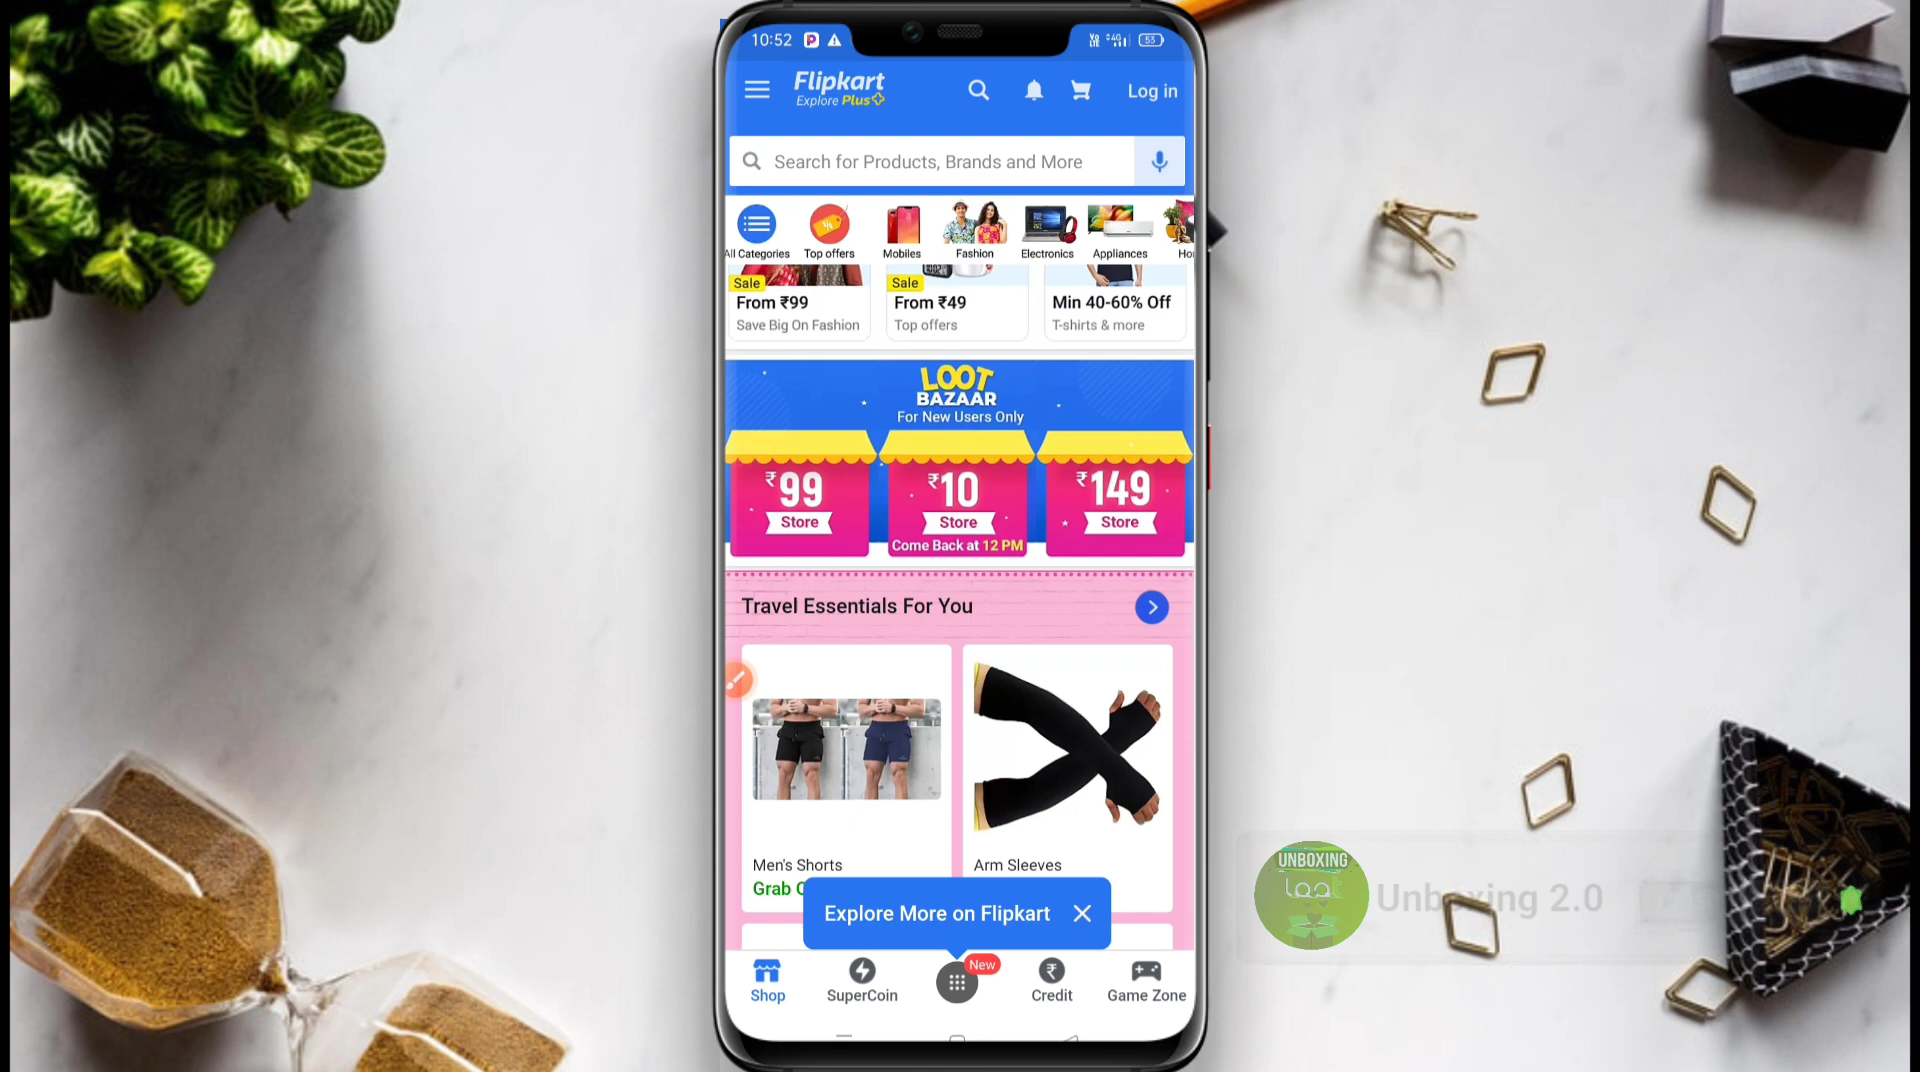 10:52
53
Flipkart
Explore Plus
Log in
Search for Products, Brands and More
All Categories
Top offers
Mobiles
Fashion
Electronics
Appliances
Ho
Sale
From ₹99
Save Big On Fashion
Sale
From ₹49
Top offers
Min 40-60% Off
T-shirts & more
LOOT
BAZAAR
For New Users Only
₹99
Store
₹10
Store
Come Back at 12 PM
₹149
Store
Travel Essentials For You
Men's Shorts
Grab
Arm Sleeves
Explore More on Flipkart
Shop
SuperCoin
New
Credit
Game Zone
UNBOXING
Loot
Unboxing 2.0